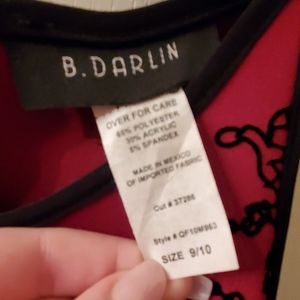 B. DARLIN
OVER FOR CARE
65% POLYESTER
30% ACRYLIC
5% SPANDEX
MADE IN MEXICO
OF IMPORTED FABRIC
Cut # 37286
Style # QF10M963
SIZE 9/10